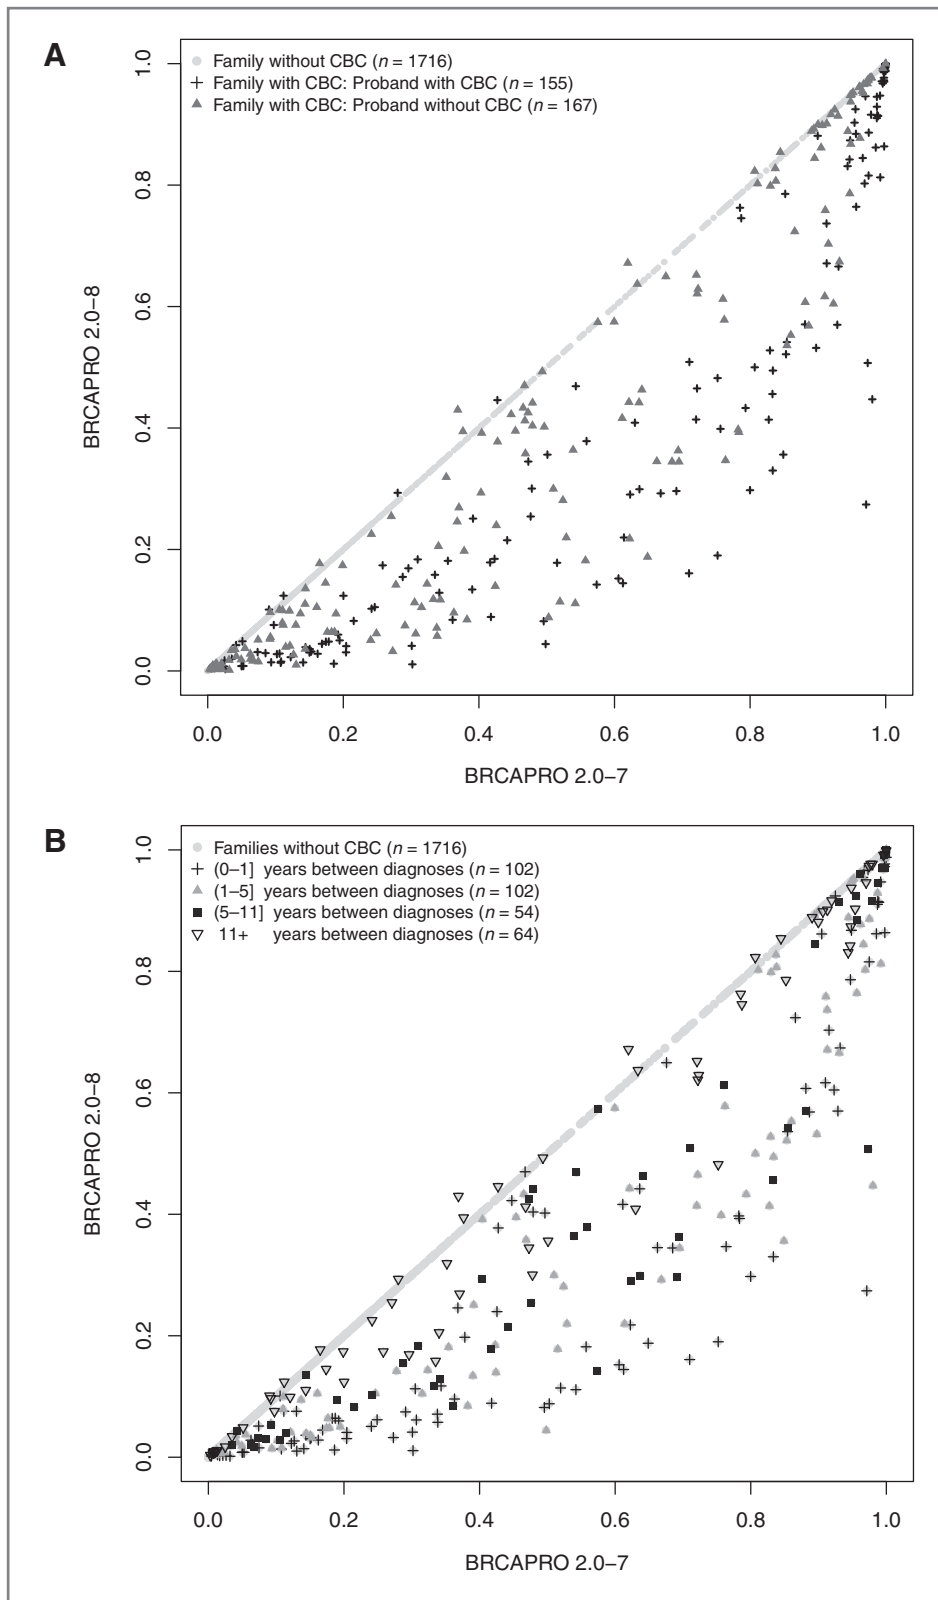 A
Family without CBC (n = 1716)
Family with CBC: Proband with CBC (n = 155)
Family with CBC: Proband without CBC (n = 167)
1.0
0.8
0.6
0.4
0.2
0.0
BRCAPRO 2.0–8
0.0 0.2 0.4 0.6 0.8 1.0
BRCAPRO 2.0–7
B
Families without CBC (n = 1716)
(0–1] years between diagnoses (n = 102)
(1–5] years between diagnoses (n = 102)
(5–11] years between diagnoses (n = 54)
11+ years between diagnoses (n = 64)
1.0
0.8
0.6
0.4
0.2
0.0
BRCAPRO 2.0–8
0.0 0.2 0.4 0.6 0.8 1.0
BRCAPRO 2.0–7